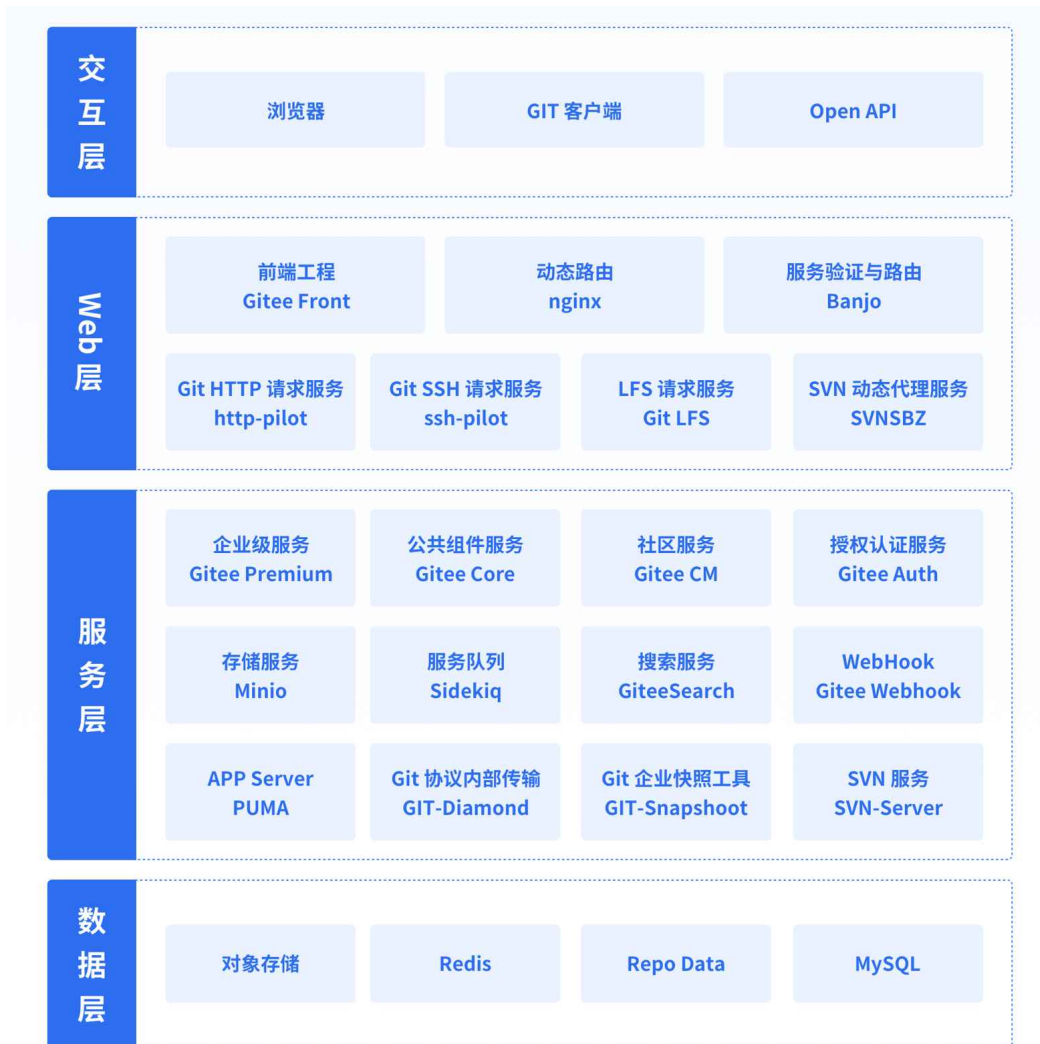 交互层
浏览器
GIT 客户端
Open API
Web层
前端工程
Gitee Front
动态路由
nginx
服务验证与路由
Banjo
Git HTTP 请求服务
http-pilot
Git SSH 请求服务
ssh-pilot
LFS 请求服务
Git LFS
SVN 动态代理服务
SVNSBZ
服务层
企业级服务
Gitee Premium
公共组件服务
Gitee Core
社区服务
Gitee CM
授权认证服务
Gitee Auth
存储服务
Minio
服务队列
Sidekiq
搜索服务
GiteeSearch
WebHook
Gitee Webhook
APP Server
PUMA
Git 协议内部传输
GIT-Diamond
Git 企业快照工具
GIT-Snapshoot
SVN 服务
SVN-Server
数据层
对象存储
Redis
Repo Data
MySQL